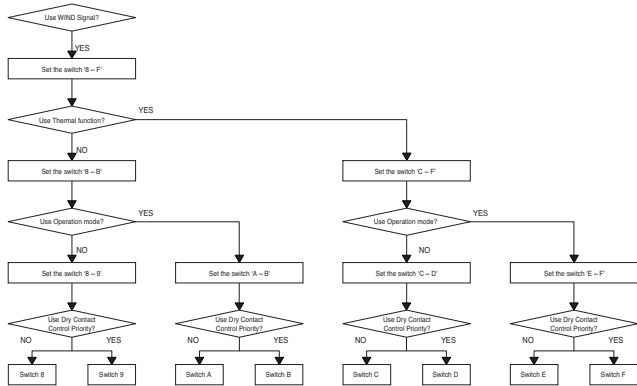 Use WIND Signal?
YES
Set the switch '8 ~ F'
YES
Use Thermal function?
NO
Set the switch '8 ~ B'
Set the switch 'C ~ F'
YES
YES
Use Operation mode?
Use Operation mode?
NO
NO
Set the switch '8 ~ 9'
Set the switch 'A ~ B'
Set the switch 'C ~ D'
Set the switch 'E ~ F'
Use Dry Contact
Control Priority?
Use Dry Contact
Control Priority?
Use Dry Contact
Control Priority?
Use Dry Contact
Control Priority?
NO
YES
NO
YES
NO
YES
NO
YES
Switch 8
Switch 9
Switch A
Switch B
Switch C
Switch D
Switch E
Switch F